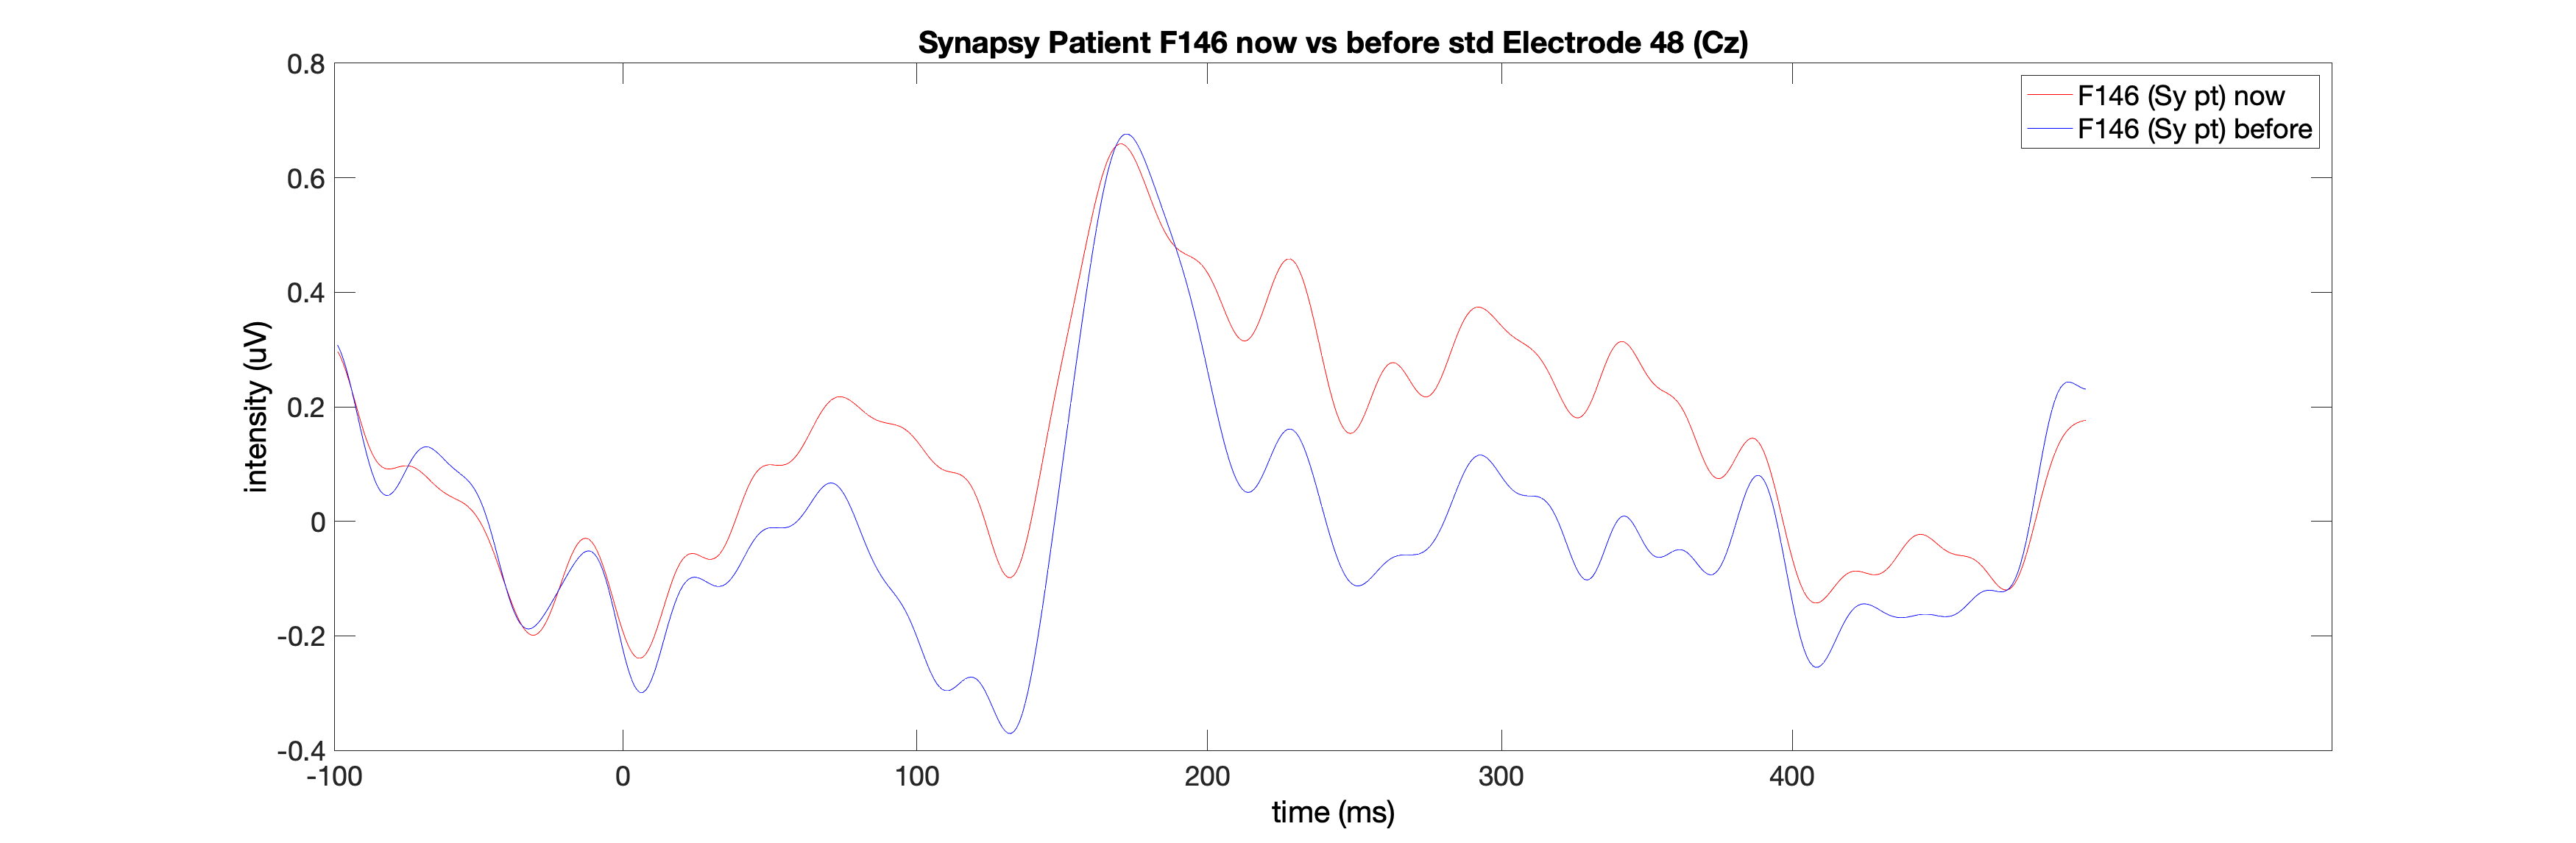 Synapsy Patient F146 now vs before std Electrode 48 (Cz)
F146 (Sy pt) now
F146 (Sy pt) before
intensity (uV)
0.8
0.6
0.4
0.2
0
-0.2
-0.4
-100 0 100 200 300 400
time (ms)